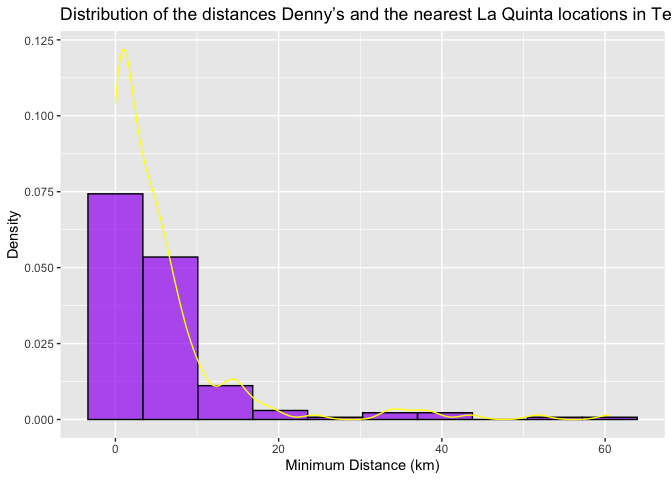 Distribution of the distances Denny’s and the nearest La Quinta locations in Te
0.125
0.100
0.075
0.050
0.025
0.000
Density
0 20 40 60
Minimum Distance (km)